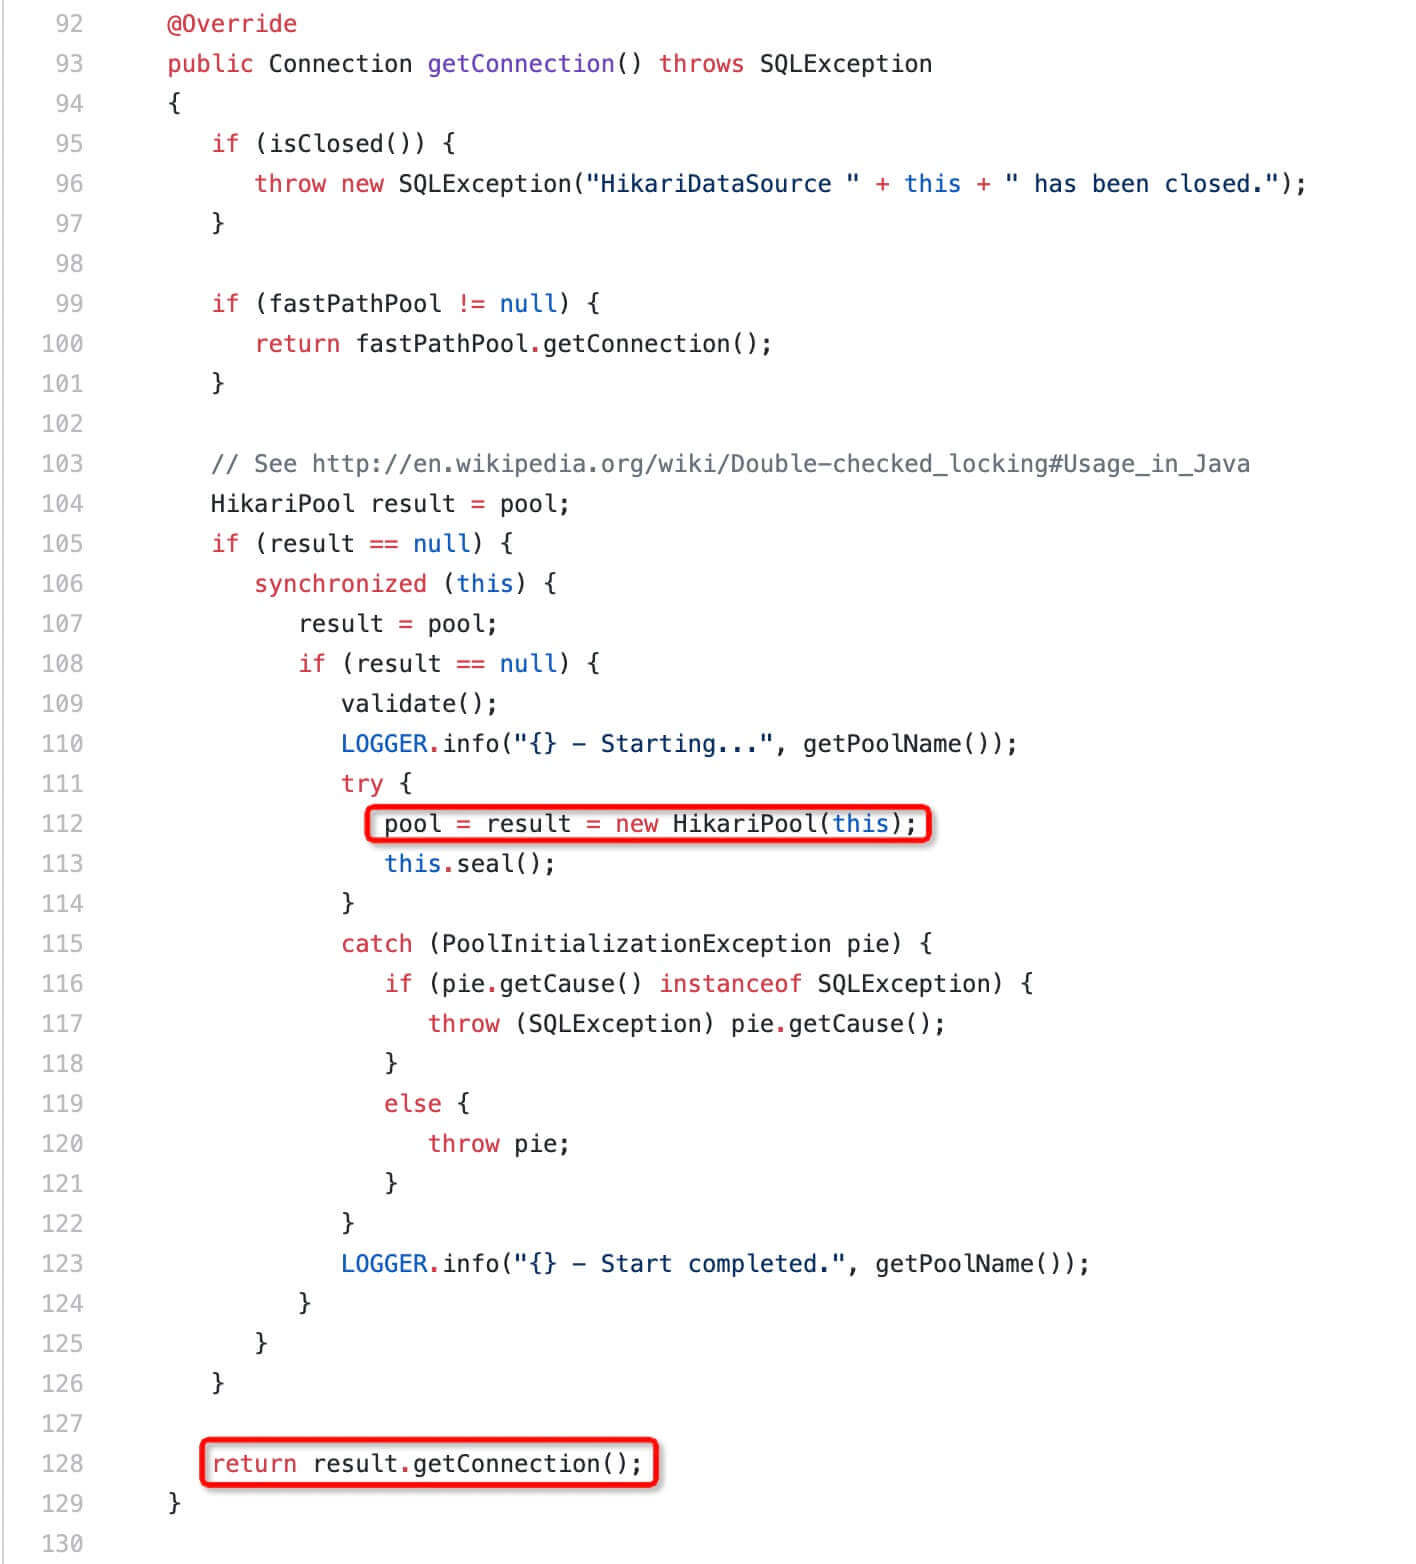 92 @Override
93 public Connection getConnection() throws SQLException
94 {
95 if (isClosed()) {
96 throw new SQLException("HikariDataSource " + this + " has been closed.");
97 }
98
99 if (fastPathPool != null) {
100 return fastPathPool.getConnection();
101 }
102
103 // See http://en.wikipedia.org/wiki/Double-checked_locking#Usage_in_Java
104 HikariPool result = pool;
105 if (result == null) {
106 synchronized (this) {
107 result = pool;
108 if (result == null) {
109 validate();
110 LOGGER.info("{} - Starting...", getPoolName());
111 try {
112 pool = result = new HikariPool(this);
113 this.seal();
114 }
115 catch (PoolInitializationException pie) {
116 if (pie.getCause() instanceof SQLException) {
117 throw (SQLException) pie.getCause();
118 }
119 else {
120 throw pie;
121 }
122 }
123 LOGGER.info("{} - Start completed.", getPoolName());
124 }
125 }
126 }
127
128 return result.getConnection();
129 }
130